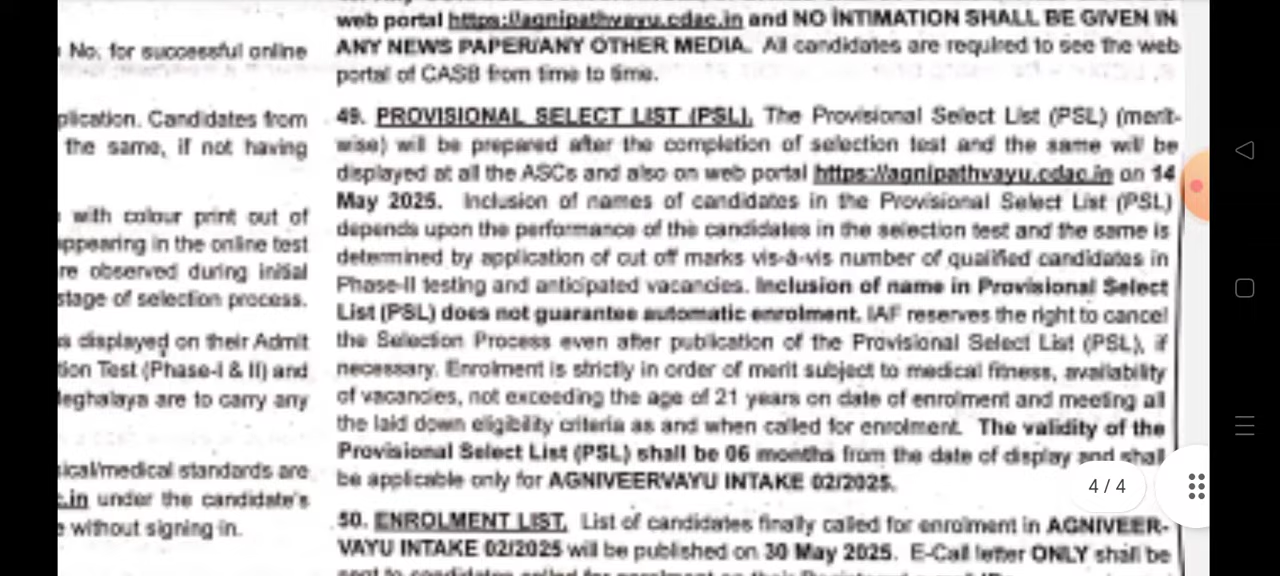 web portal https://agnipathvayu.cdac.in and NO INTIMATION SHALL BE GIVEN IN
ANY NEWS PAPER/ANY OTHER MEDIA. All candidates are required to see the web
portal of CASB from time to time.
49. PROVISIONAL SELECT LIST (PSL). The Provisional Select List (PSL) (merit-
wise) will be prepared after the completion of selection test and the same will be
displayed at all the ASCs and also on web portal https://agnipathvayu.cdac.in on 14
May 2025. Inclusion of names of candidates in the Provisional Select List (PSL)
depends upon the performance of the candidates in the selection test and the same is
determined by application of cut off marks vis-à-vis number of qualified candidates in
Phase-II testing and anticipated vacancies. Inclusion of name in Provisional Select
List (PSL) does not guarantee automatic enrolment. IAF reserves the right to cancel
the Selection Process even after publication of the Provisional Select List (PSL), if
necessary. Enrolment is strictly in order of merit subject to medical fitness, availability
of vacancies, not exceeding the age of 21 years on date of enrolment and meeting all
the laid down eligibility criteria as and when called for enrolment. The validity of the
Provisional Select List (PSL) shall be 06 months from the date of display and shall
be applicable only for AGNIVEERVAYU INTAKE 02/2025.
50. ENROLMENT LIST. List of candidates finally called for enrolment in AGNIVEER-
VAYU INTAKE 02/2025 will be published on 30 May 2025. E-Call letter ONLY shall be
No. for successful online
plication. Candidates from
the same, if not having
with colour print out of
appearing in the online test
re observed during initial
stage of selection process.
displayed on their Admit
tion Test (Phase-I & II) and
leghalaya are to carry any
sical/medical standards are
c.in under the candidate's
without signing in.
4 / 4